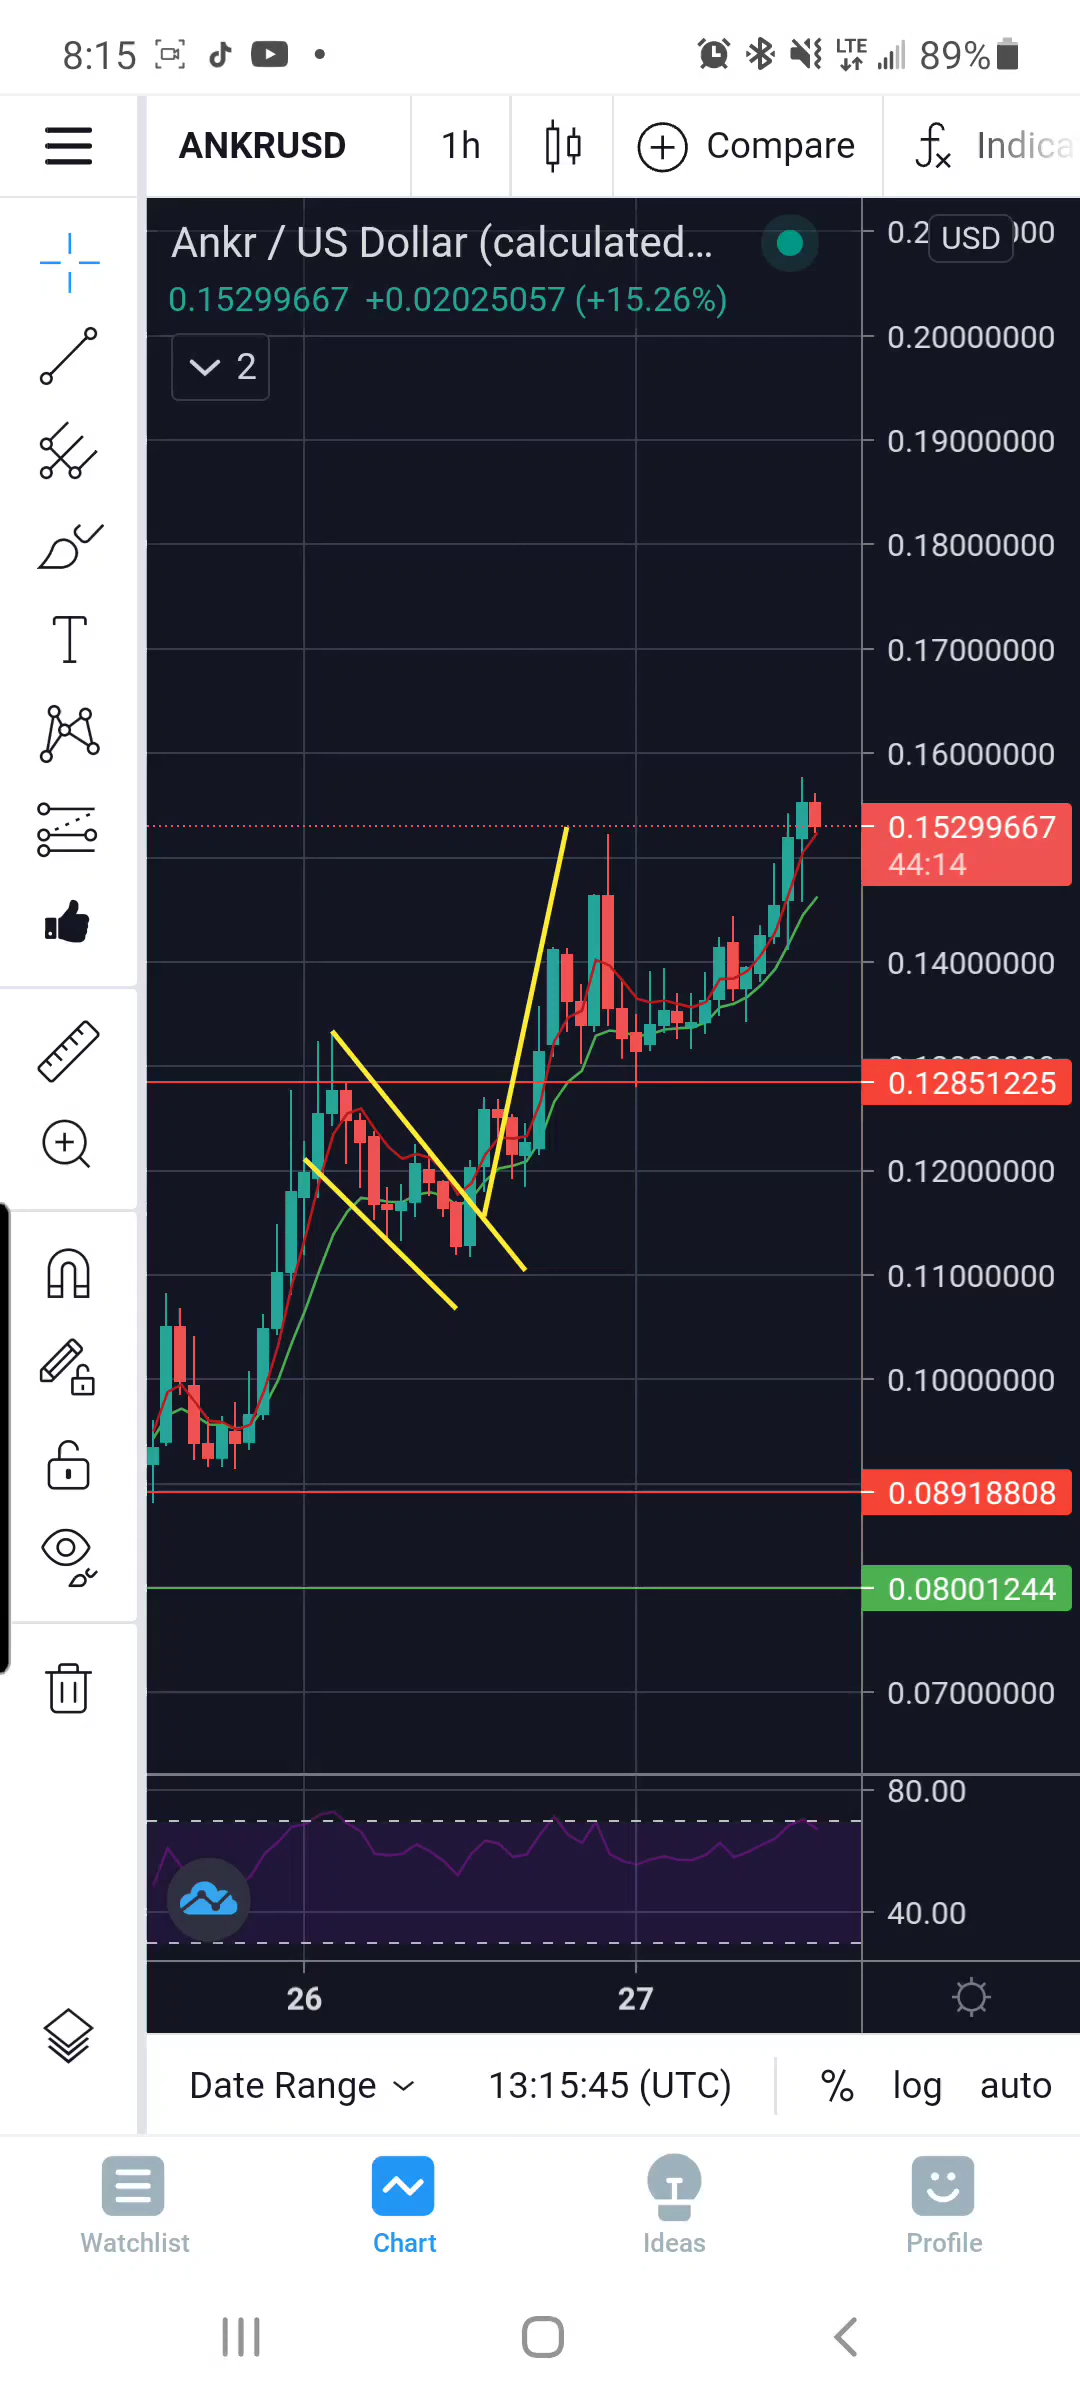 8:15 LTE 89%
ANKRUSD 1h Compare Indica
Ankr / US Dollar (calculated...
USD
0.15299667 +0.02025057 (+15.26%)
2
0.20000000
0.19000000
0.18000000
0.17000000
0.16000000
0.15299667
44:14
0.14000000
0.12851225
0.12000000
0.11000000
0.10000000
0.08918808
0.08001244
0.07000000
80.00
40.00
26 27
Date Range 13:15:45 (UTC) % log auto
Watchlist Chart Ideas Profile